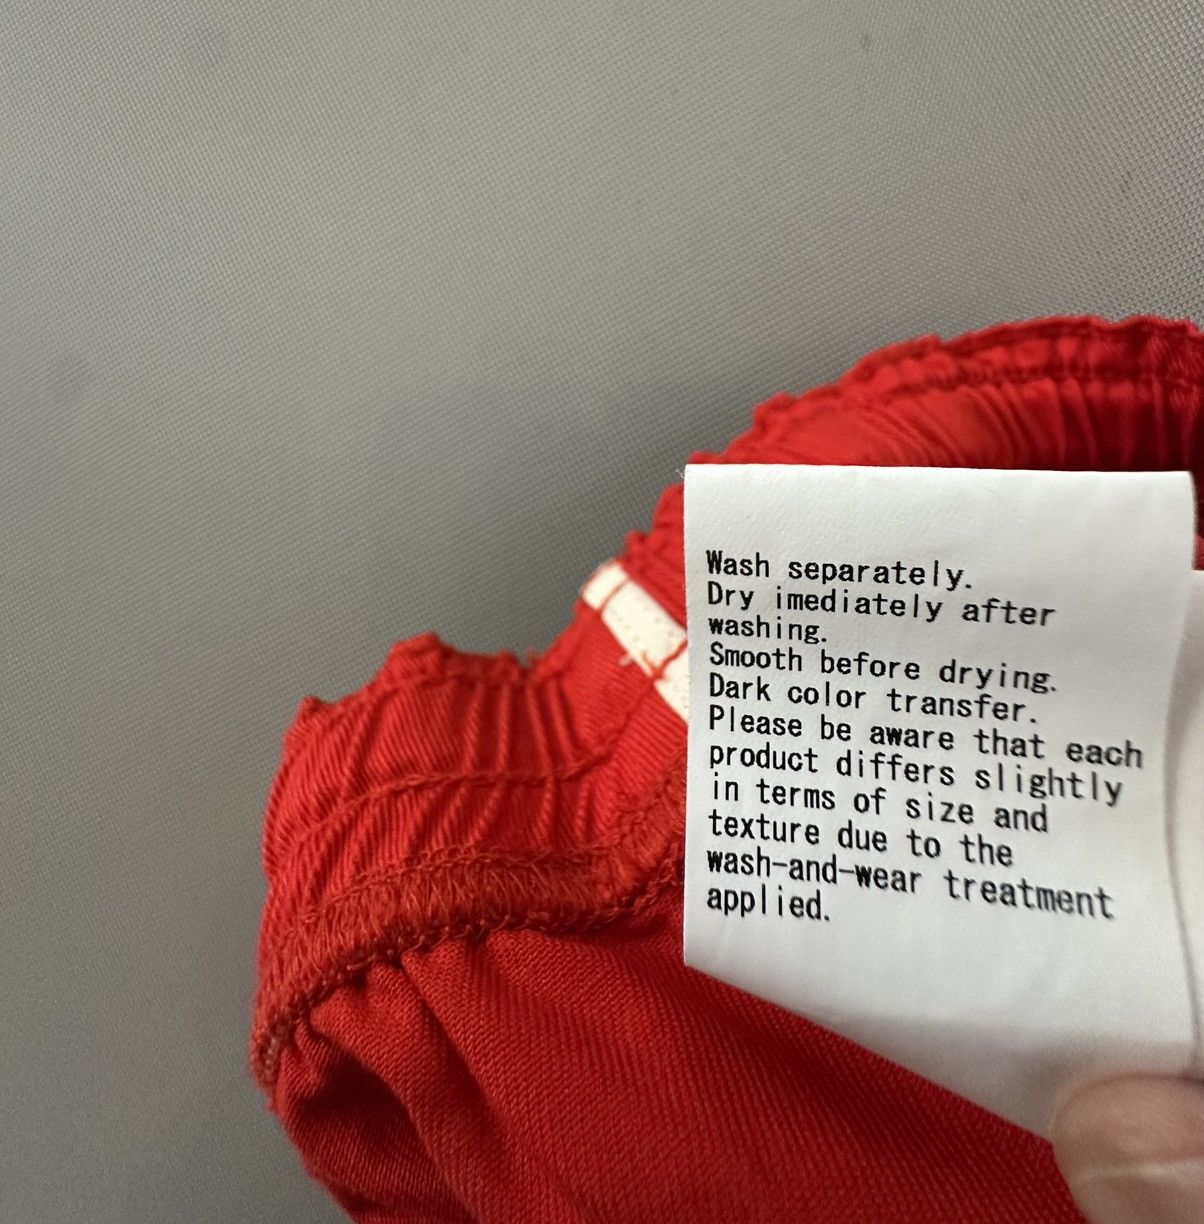 Wash separately.
Dry imediately after
washing.
Smooth before drying.
Dark color transfer.
Please be aware that each
product differs slightly
in terms of size and
texture due to the
wash-and-wear treatment
applied.